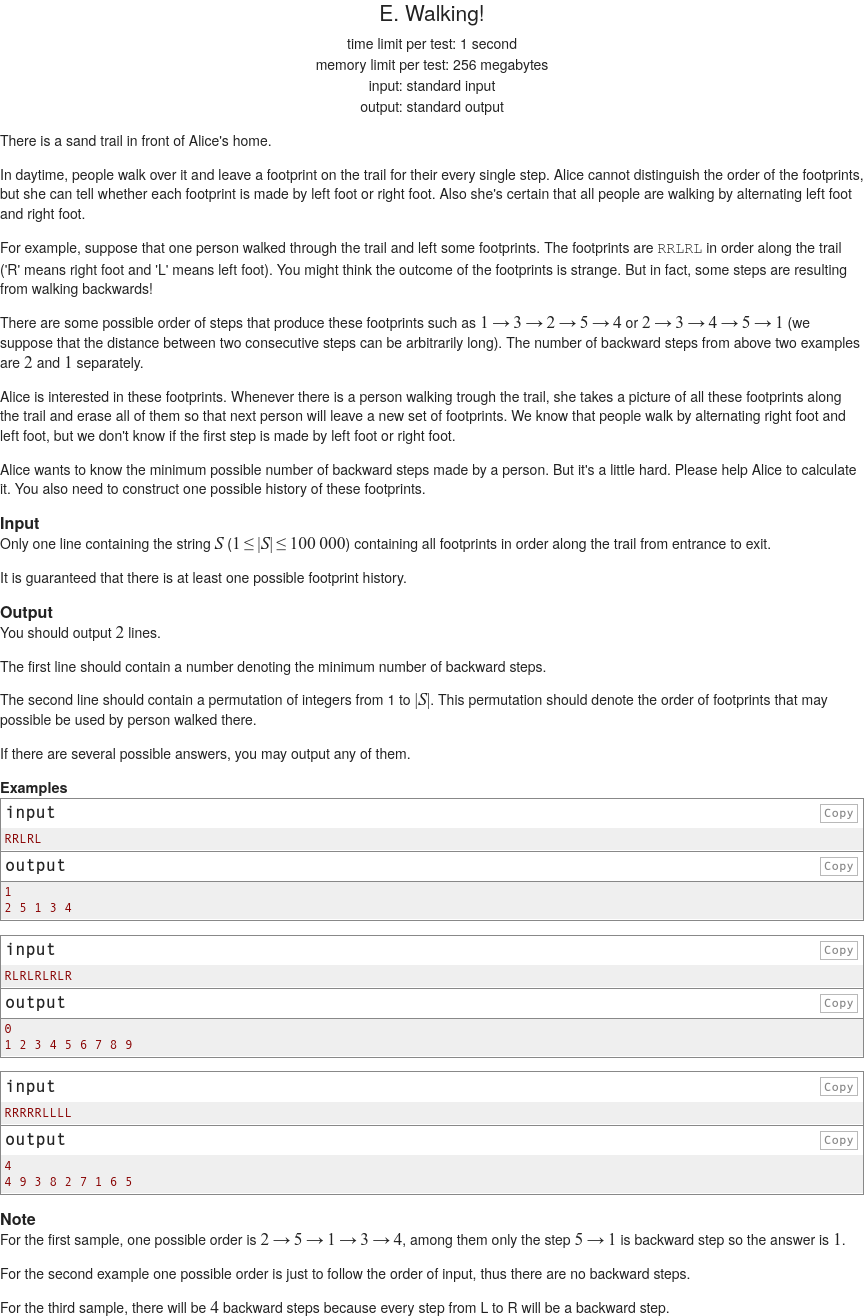 E. Walking!
time limit per test: 1 second
memory limit per test: 256 megabytes
input: standard input
output: standard output
There is a sand trail in front of Alice's home.
In daytime, people walk over it and leave a footprint on the trail for their every single step. Alice cannot distinguish the order of the footprints,
but she can tell whether each footprint is made by left foot or right foot. Also she's certain that all people are walking by alternating left foot
and right foot.
For example, suppose that one person walked through the trail and left some footprints. The footprints are RRLRL in order along the trail
('R' means right foot and 'L' means left foot). You might think the outcome of the footprints is strange. But in fact, some steps are resulting
from walking backwards!
There are some possible order of steps that produce these footprints such as 1 → 3 → 2 → 5 → 4 or 2 → 3 → 4 → 5 → 1 (we
suppose that the distance between two consecutive steps can be arbitrarily long). The number of backward steps from above two examples
are 2 and 1 separately.
Alice is interested in these footprints. Whenever there is a person walking trough the trail, she takes a picture of all these footprints along
the trail and erase all of them so that next person will leave a new set of footprints. We know that people walk by alternating right foot and
left foot, but we don't know if the first step is made by left foot or right foot.
Alice wants to know the minimum possible number of backward steps made by a person. But it's a little hard. Please help Alice to calculate
it. You also need to construct one possible history of these footprints.
Input
Only one line containing the string S (1 ≤ |S| ≤ 100 000) containing all footprints in order along the trail from entrance to exit.
It is guaranteed that there is at least one possible footprint history.
Output
You should output 2 lines.
The first line should contain a number denoting the minimum number of backward steps.
The second line should contain a permutation of integers from 1 to |S|. This permutation should denote the order of footprints that may
possible be used by person walked there.
If there are several possible answers, you may output any of them.
Examples
input Copy
RRLRL
output Copy
1
2 5 1 3 4
input Copy
RLRLRLRLR
output Copy
0
1 2 3 4 5 6 7 8 9
input Copy
RRRRRLLLL
output Copy
4
4 9 3 8 2 7 1 6 5
Note
For the first sample, one possible order is 2 → 5 → 1 → 3 → 4, among them only the step 5 → 1 is backward step so the answer is 1.
For the second example one possible order is just to follow the order of input, thus there are no backward steps.
For the third sample, there will be 4 backward steps because every step from L to R will be a backward step.